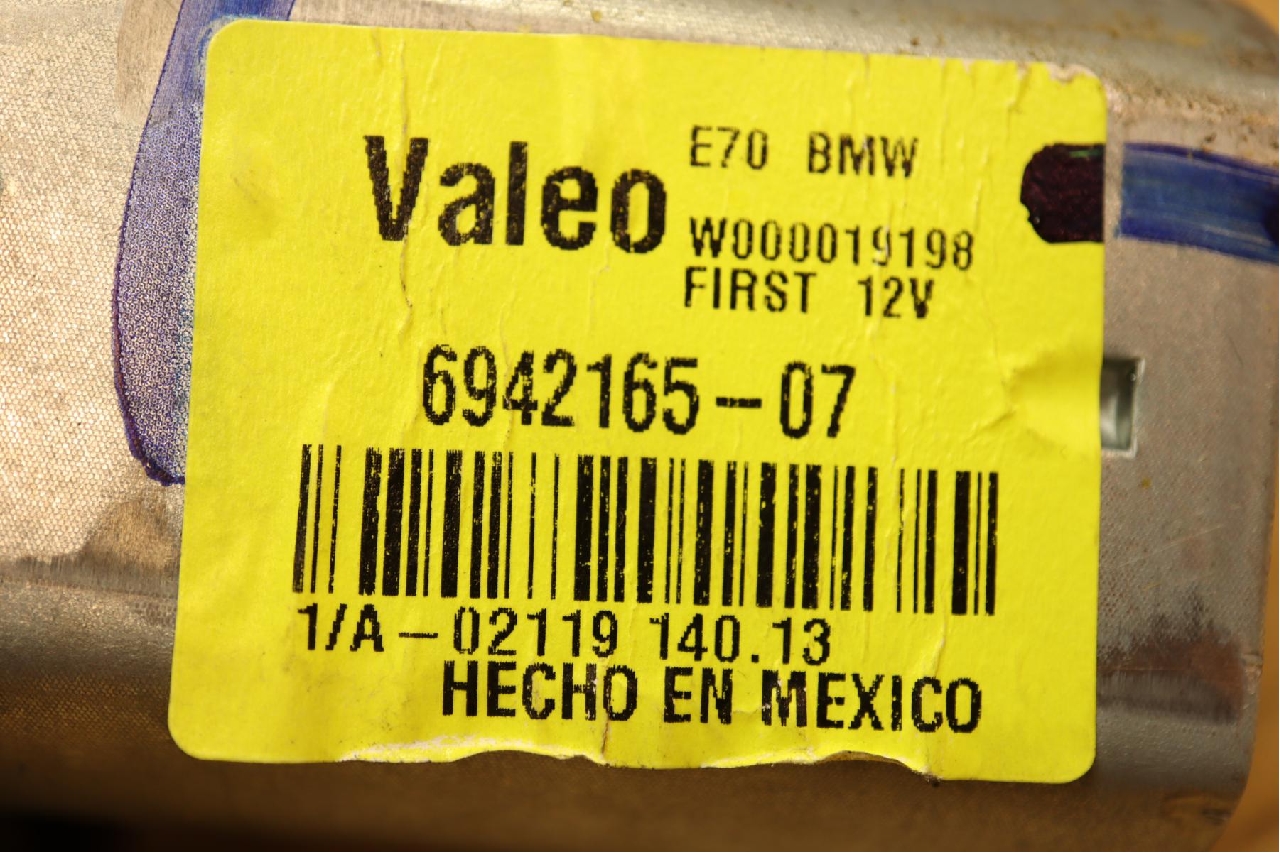 Valeo
E70 BMW
W000019198
FIRST 12V
6942165-07
1/A-02119 140.13
HECHO EN MEXICO